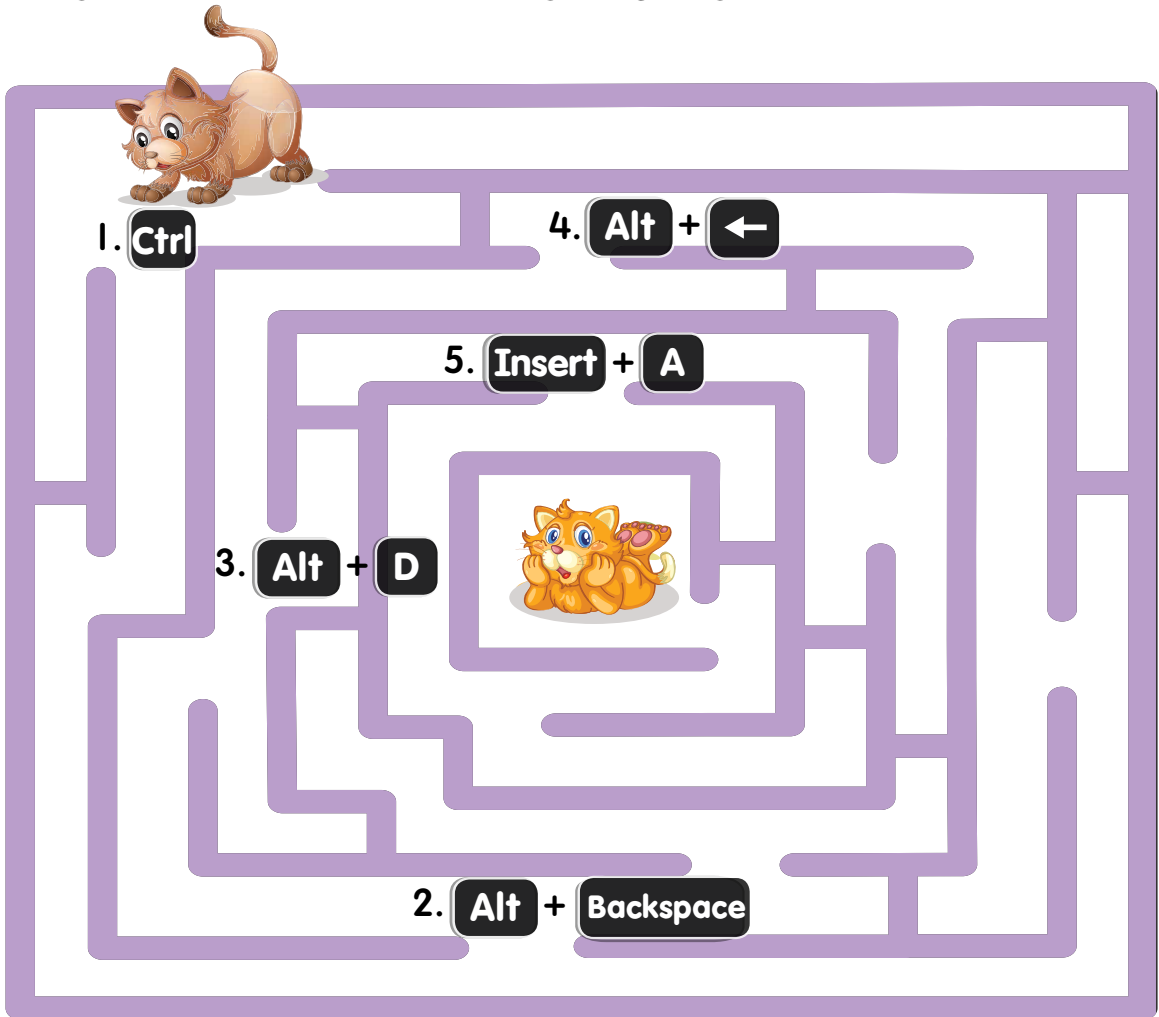 1. Ctrl
4. Alt + ←
5. Insert + A
3. Alt + D
2. Alt + Backspace